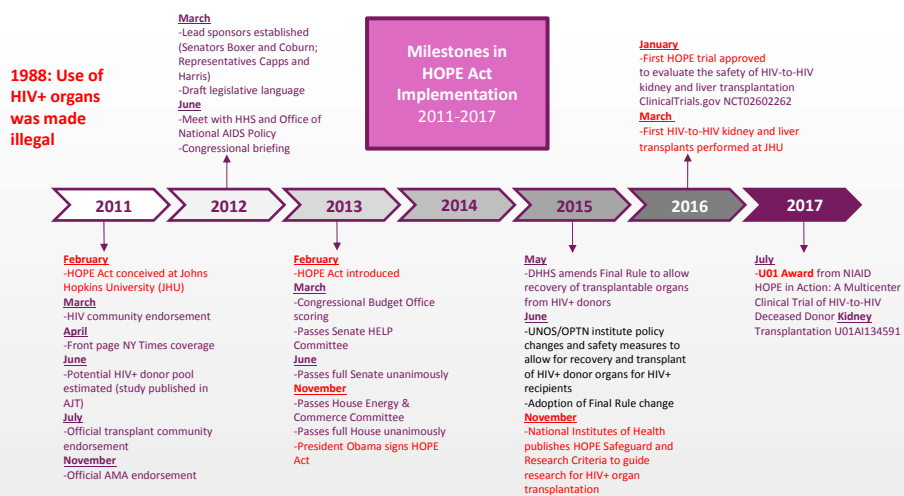 1988: Use of
HIV+ organs
was made
illegal
March
-Lead sponsors established
(Senators Boxer and Coburn;
Representatives Capps and
Harris)
-Draft legislative language
June
-Meet with HHS and Office of
National AIDS Policy
-Congressional briefing
Milestones in
HOPE Act
Implementation
2011-2017
January
-First HOPE trial approved
to evaluate the safety of HIV-to-HIV
kidney and liver transplantation
ClinicalTrials.gov NCT02602262
March
-First HIV-to-HIV kidney and liver
transplants performed at JHU
2011
2012
2013
2014
2015
2016
2017
February
-HOPE Act conceived at Johns
Hopkins University (JHU)
March
-HIV community endorsement
April
-Front page NY Times coverage
June
-Potential HIV+ donor pool
estimated (study published in
AJT)
July
-Official transplant community
endorsement
November
-Official AMA endorsement
February
-HOPE Act introduced
March
-Congressional Budget Office
scoring
-Passes Senate HELP
Committee
June
-Passes full Senate unanimously
November
-Passes House Energy &
Commerce Committee
-Passes full House unanimously
-President Obama signs HOPE
Act
May
-DHHS amends Final Rule to allow
recovery of transplantable organs
from HIV+ donors
June
-UNOS/OPTN institute policy
changes and safety measures to
allow for recovery and transplant
of HIV+ donor organs for HIV+
recipients
-Adoption of Final Rule change
November
-National Institutes of Health
publishes HOPE Safeguard and
Research Criteria to guide
research for HIV+ organ
transplantation
July
-U01 Award from NIAID
HOPE in Action: A Multicenter
Clinical Trial of HIV-to-HIV
Deceased Donor Kidney
Transplantation U01AI134591